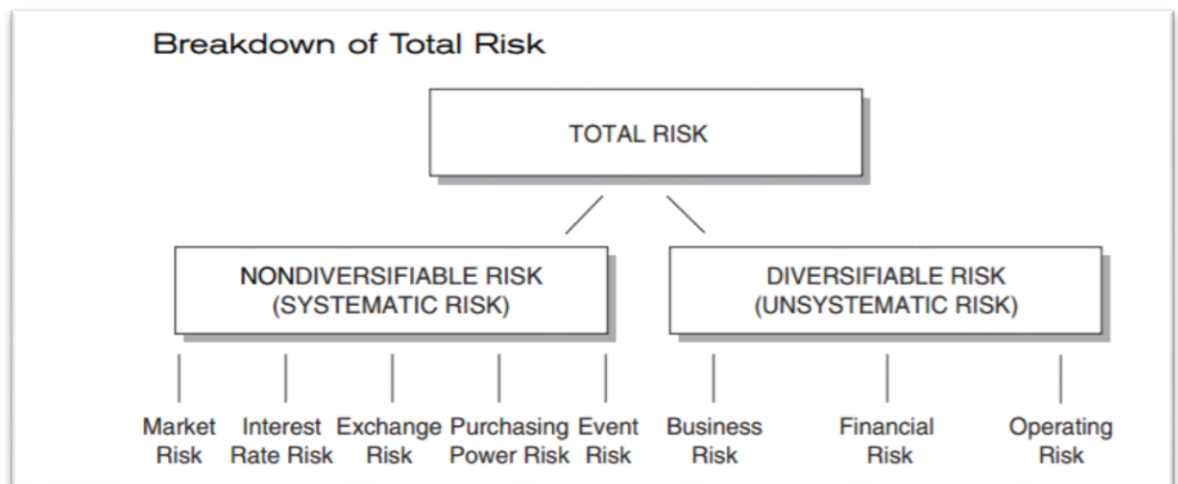 Breakdown of Total Risk
TOTAL RISK
NONDIVERSIFIABLE RISK
(SYSTEMATIC RISK)
DIVERSIFIABLE RISK
(UNSYSTEMATIC RISK)
Market
Risk
Interest
Rate Risk
Exchange
Risk
Purchasing
Power Risk
Event
Risk
Business
Risk
Financial
Risk
Operating
Risk